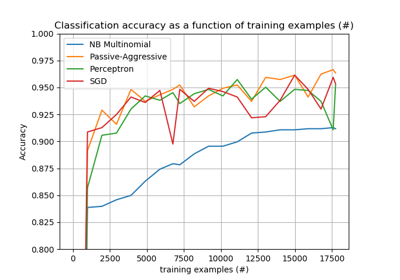 Classification accuracy as a function of training examples (#)
1.000
0.975
0.950
0.925
0.900
0.875
0.850
0.825
0.800
Accuracy
NB Multinomial
Passive-Aggressive
Perceptron
SGD
0 2500 5000 7500 10000 12500 15000 17500
training examples (#)